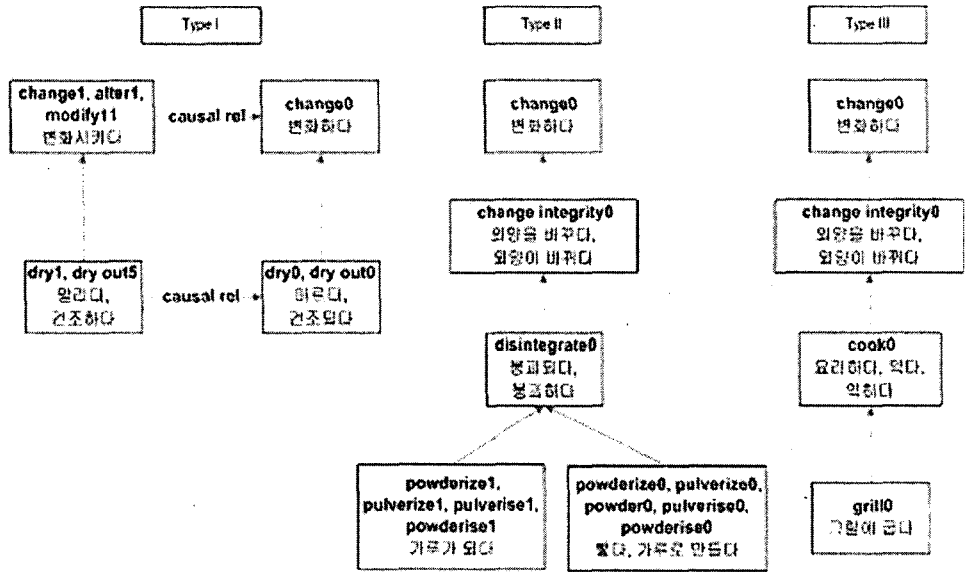 Type I
Type II
Type III
change1, alter1,
modify11
변화시키다
causal rel
change0
변화하다
change0
변화하다
change0
변화하다
change integrity0
외양을 바꾸다,
외양이 바뀌다
change integrity0
외양을 바꾸다,
외양이 바뀌다
dry1, dry out5
말리다,
건조하다
causal rel
dry0, dry out0
마른다,
건조되다
disintegrate0
붕괴되다,
붕괴하다
cook0
요리하다, 익다,
익히다
powderize1,
pulverize1, pulverise1,
powderise1
가루가 되다
powderize0, pulverize0,
powder0, pulverise0,
powderise0
빻다, 가루로 만들다
grill0
그릴에 굽다